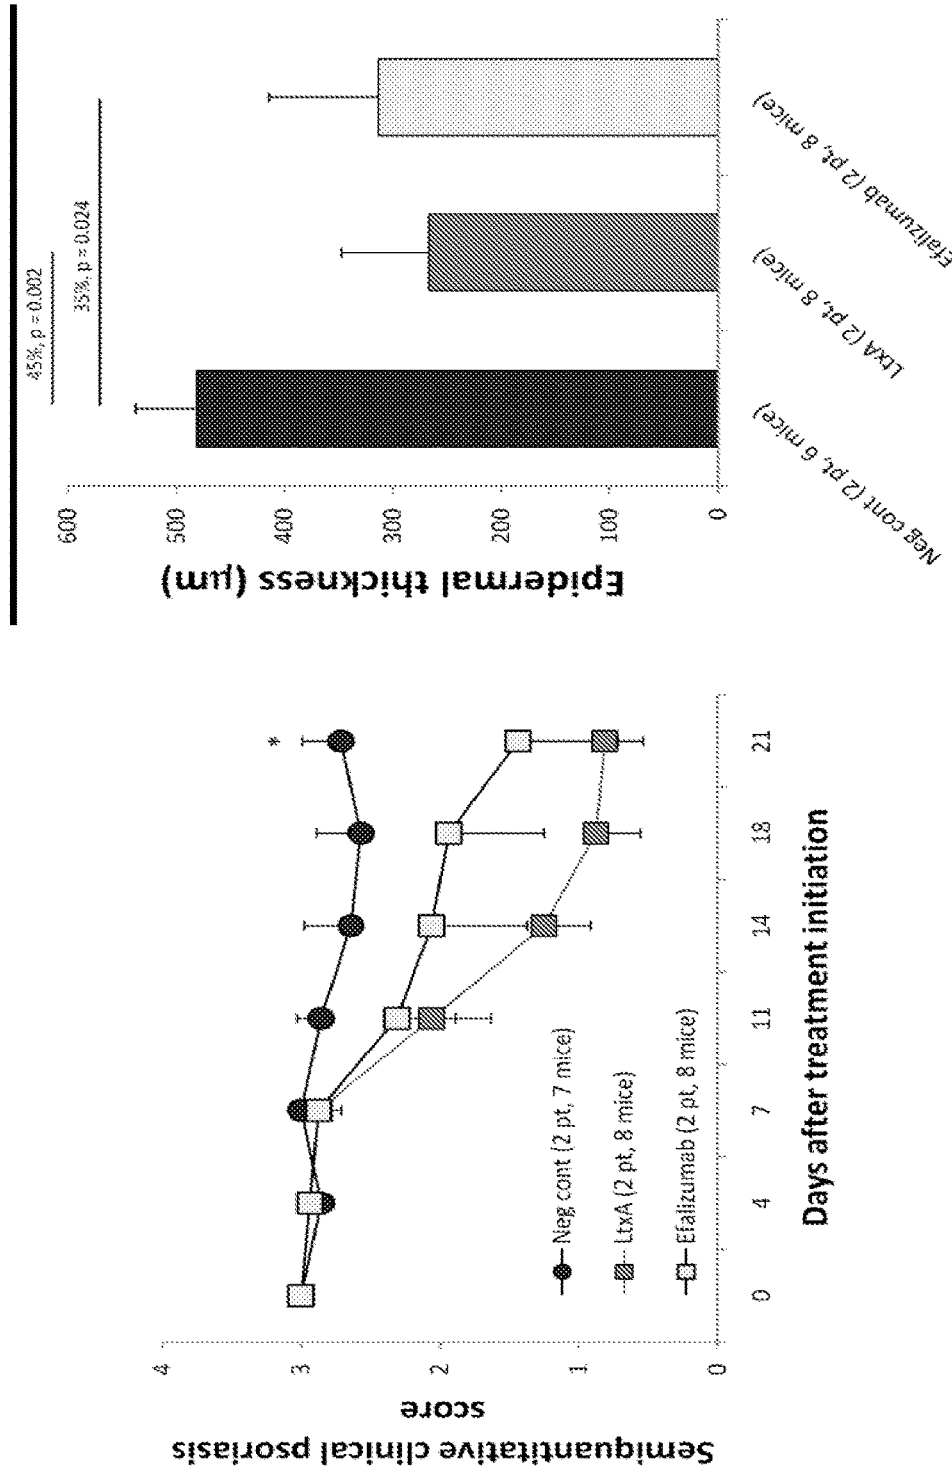 Semiquantitative clinical psoriasis
score
4
3
2
1
0
0
4
7
11
14
18
21
*
Neg cont (2 pt, 7 mice)
LtxA (2 pt, 8 mice)
Efalizumab (2 pt, 8 mice)
Days after treatment initiation
45%, p = 0.002
35%, p = 0.024
Epidermal thickness (µm)
600
500
400
300
200
100
0
Neg cont (2 pt, 6 mice)
LtxA (2 pt, 8 mice)
Efalizumab (2 pt, 8 mice)